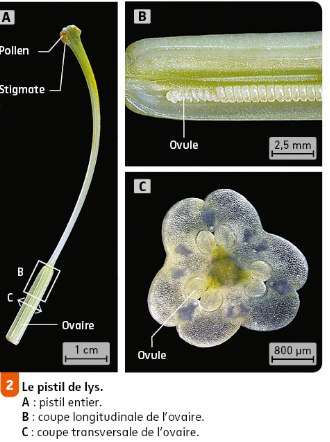 A
Pollen
Stigmate
B
C
Ovaire
1 cm
B
Ovule
2,5 mm
C
Ovule
800 µm
2 Le pistil de lys.
A : pistil entier.
B : coupe longitudinale de l'ovaire.
C : coupe transversale de l'ovaire.